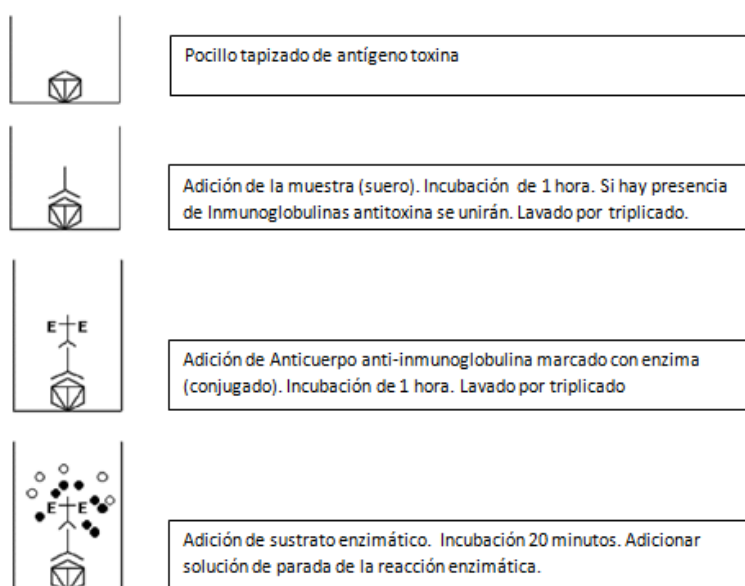 Pocillo tapizado de antígeno toxina
Adición de la muestra (suero). Incubación de 1 hora. Si hay presencia
de Inmunoglobulinas antitoxina se unirán. Lavado por triplicado.
E E
Adición de Anticuerpo anti-inmunoglobulina marcado con enzima
(conjugado). Incubación de 1 hora. Lavado por triplicado
E E
Adición de sustrato enzimático. Incubación 20 minutos. Adicionar
solución de parada de la reacción enzimática.